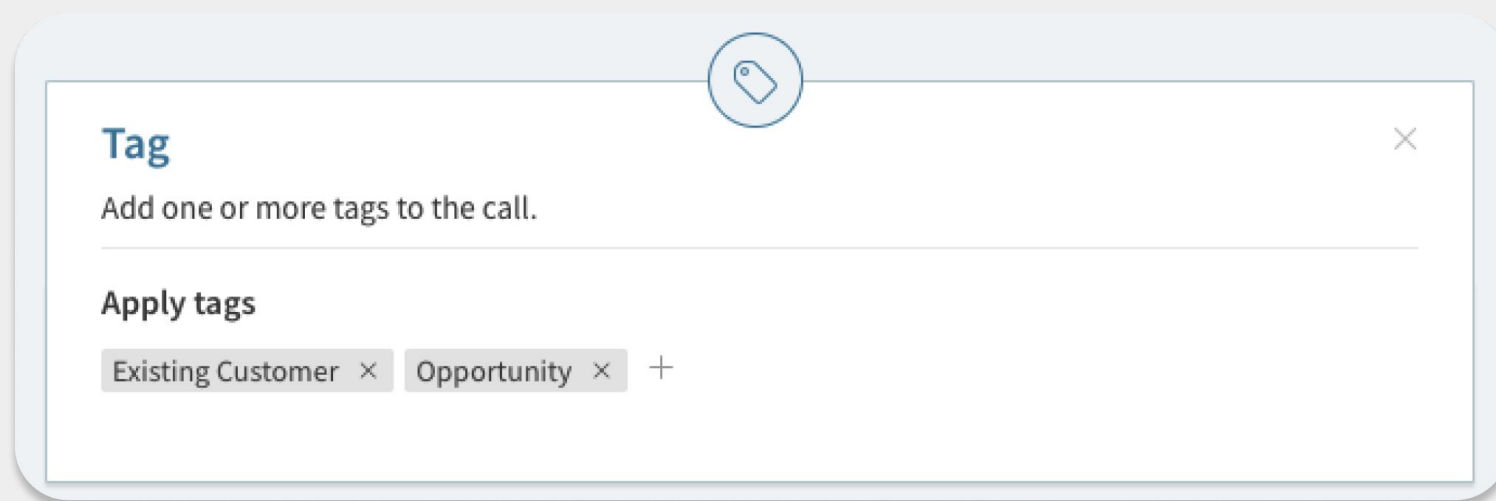 Tag
Add one or more tags to the call.
Apply tags
Existing Customer × Opportunity × +